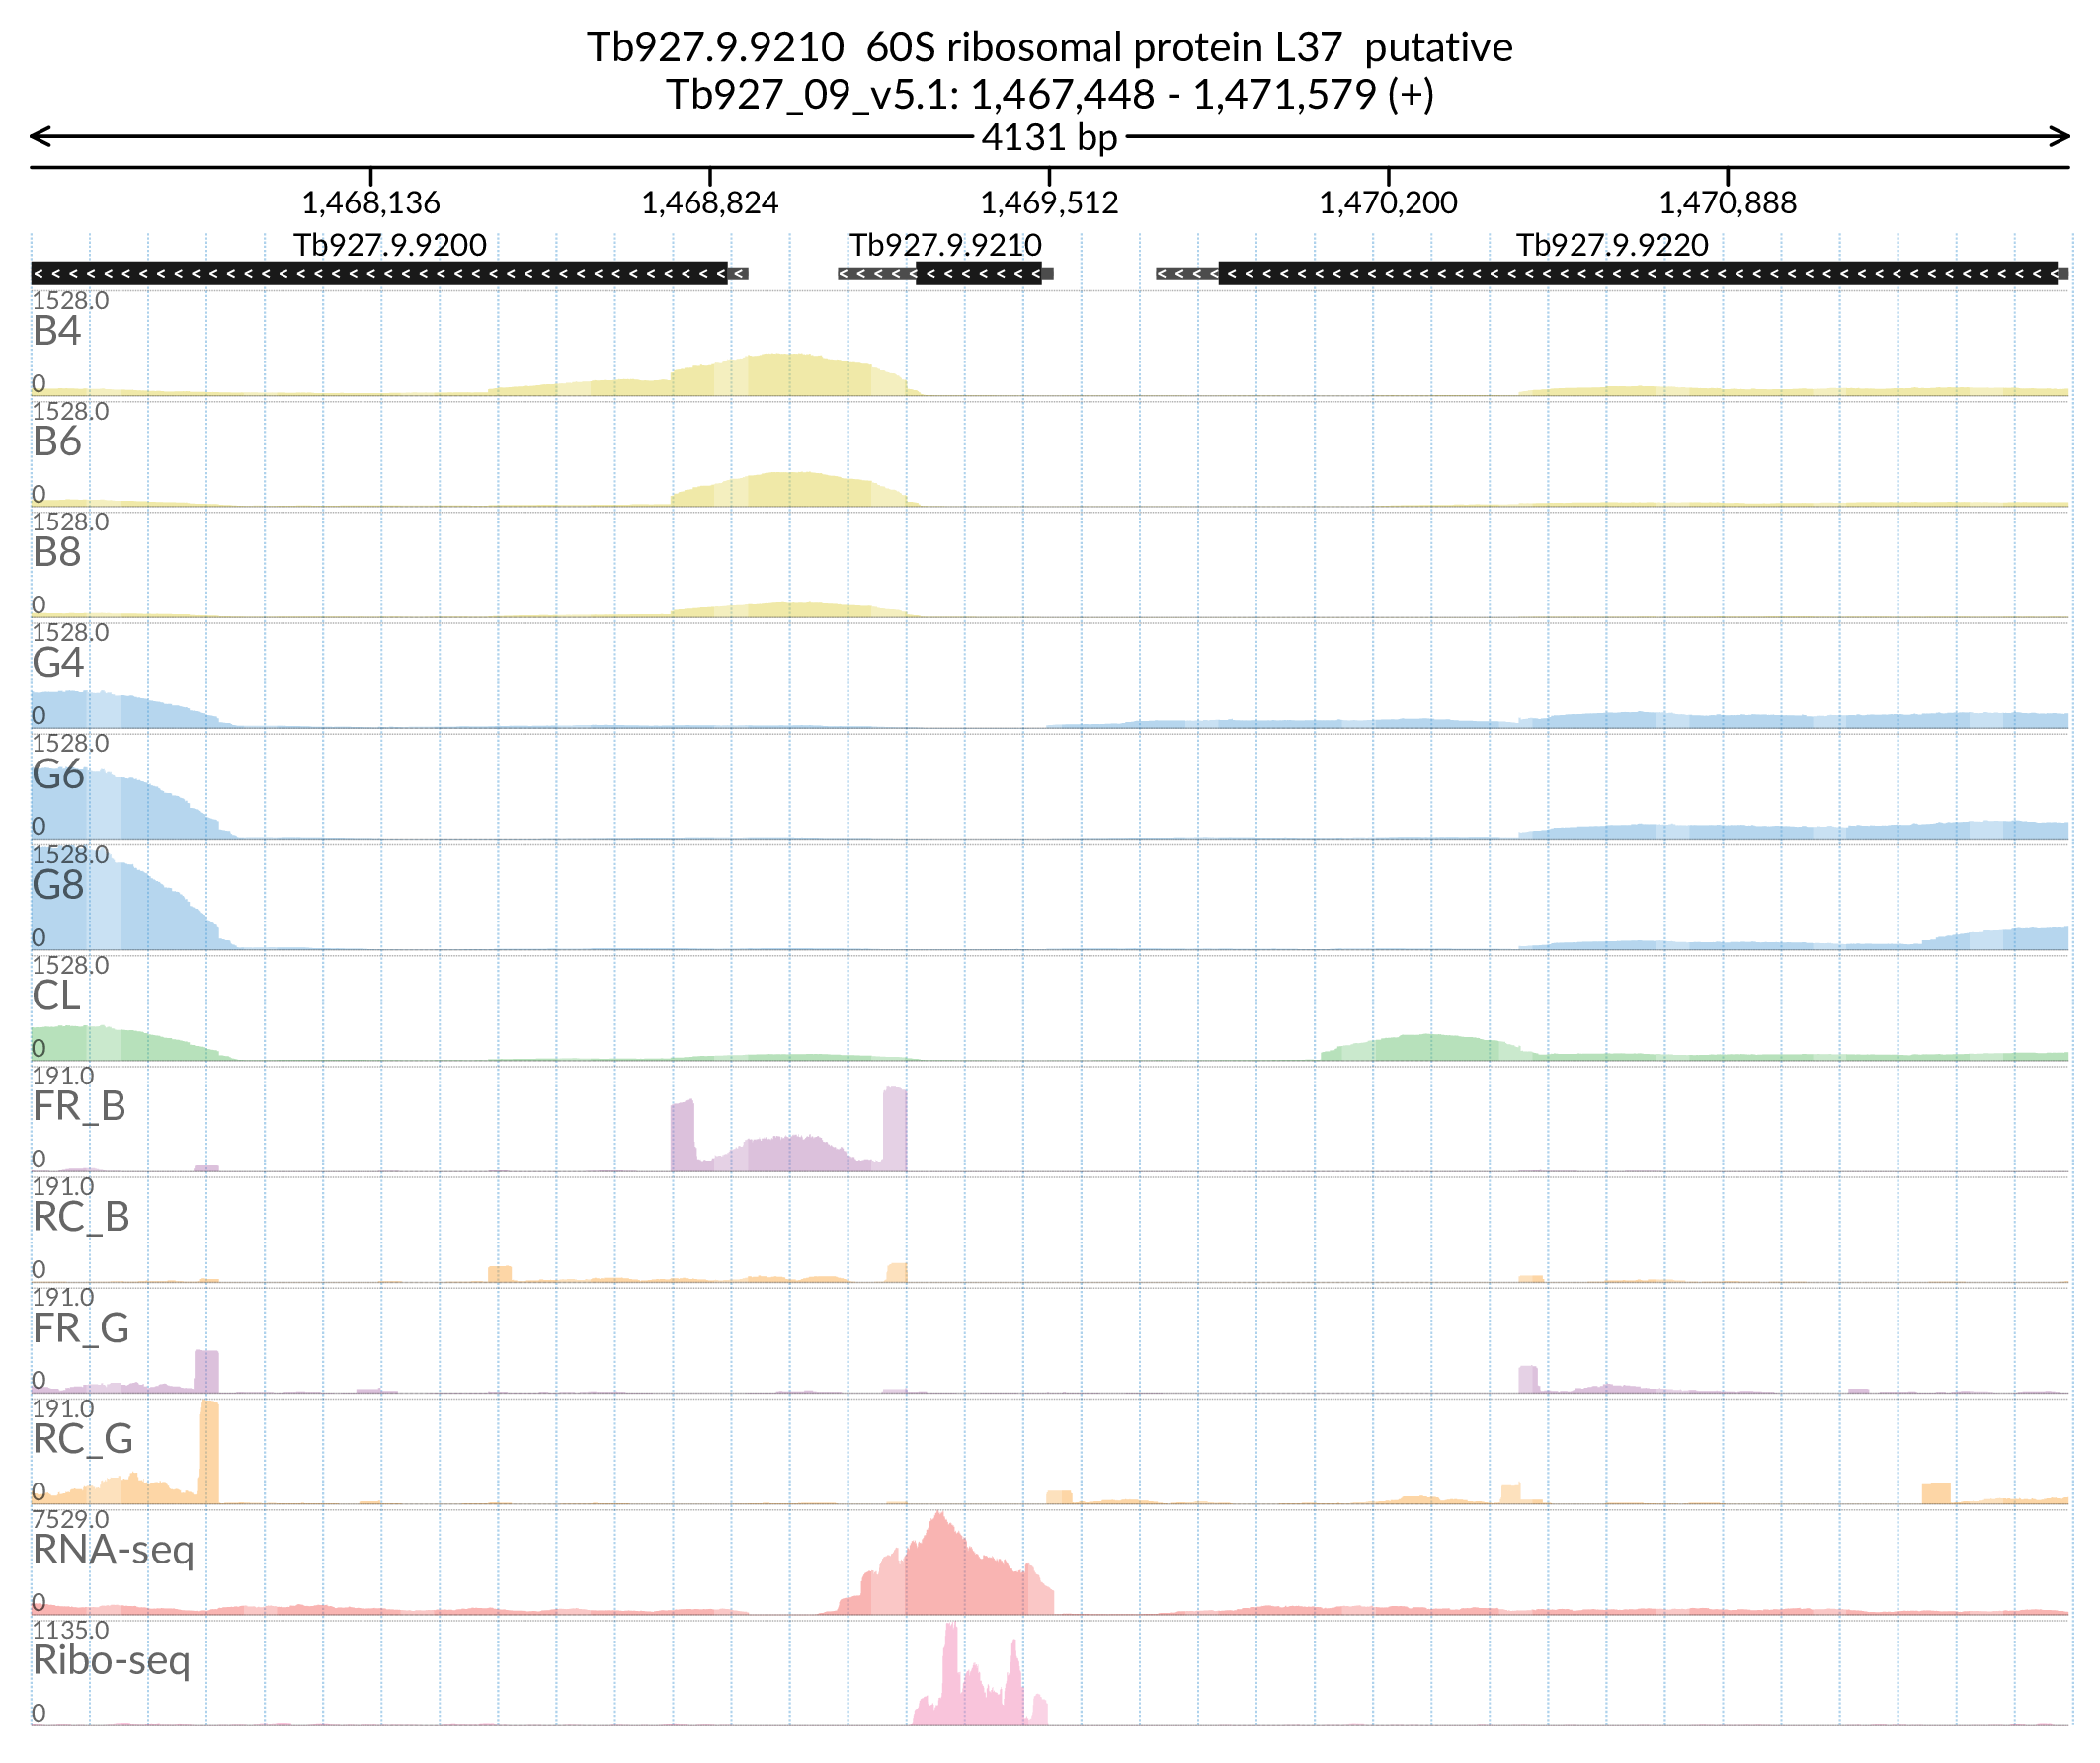 Tb927.9.9210  60S ribosomal protein L37  putative
Tb927_09_v5.1: 1,467,448 - 1,471,579 (+)
4131 bp
1,468,136 1,468,824 1,469,512 1,470,200 1,470,888
Tb927.9.9200 Tb927.9.9210 Tb927.9.9220
1528.0
B4
0
1528.0
B6
0
1528.0
B8
0
1528.0
G4
0
1528.0
G6
0
1528.0
G8
0
1528.0
CL
0
191.0
FR_B
0
191.0
RC_B
0
191.0
FR_G
0
191.0
RC_G
0
7529.0
RNA-seq
0
1135.0
Ribo-seq
0